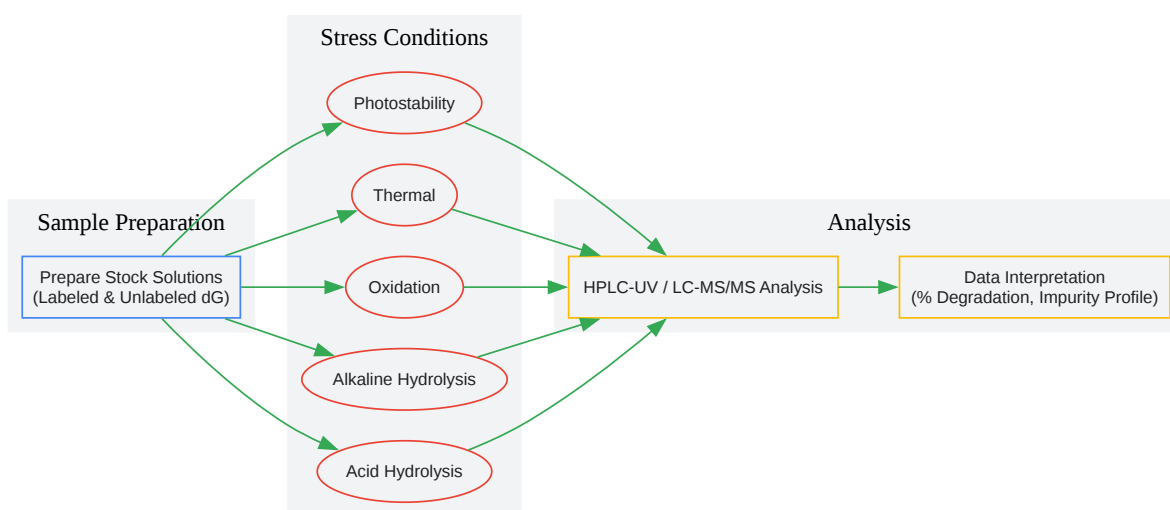 Stress Conditions
Photostability
Thermal
Oxidation
Alkaline Hydrolysis
Acid Hydrolysis
Sample Preparation
Prepare Stock Solutions
(Labeled & Unlabeled dG)
Analysis
HPLC-UV / LC-MS/MS Analysis
Data Interpretation
(% Degradation, Impurity Profile)